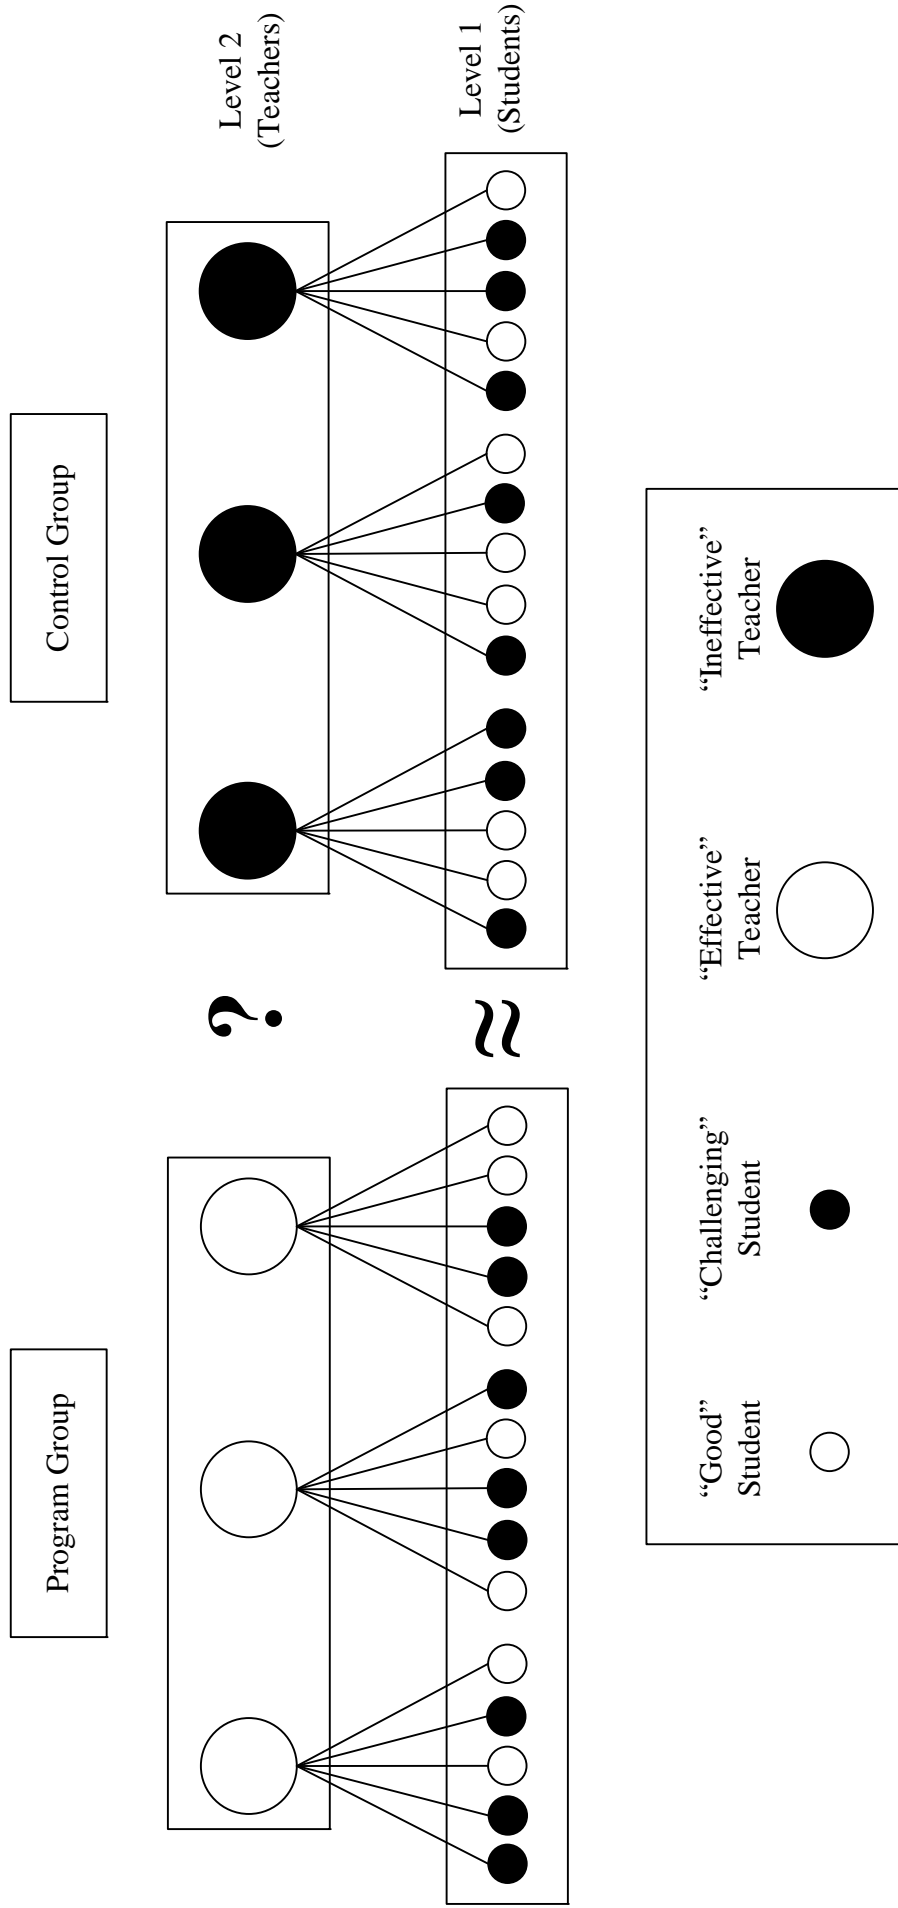 Program Group
Control Group
Level 2
(Teachers)
?
Level 1
(Students)
≈
“Good”
Student
“Challenging”
Student
“Effective”
Teacher
“Ineffective”
Teacher